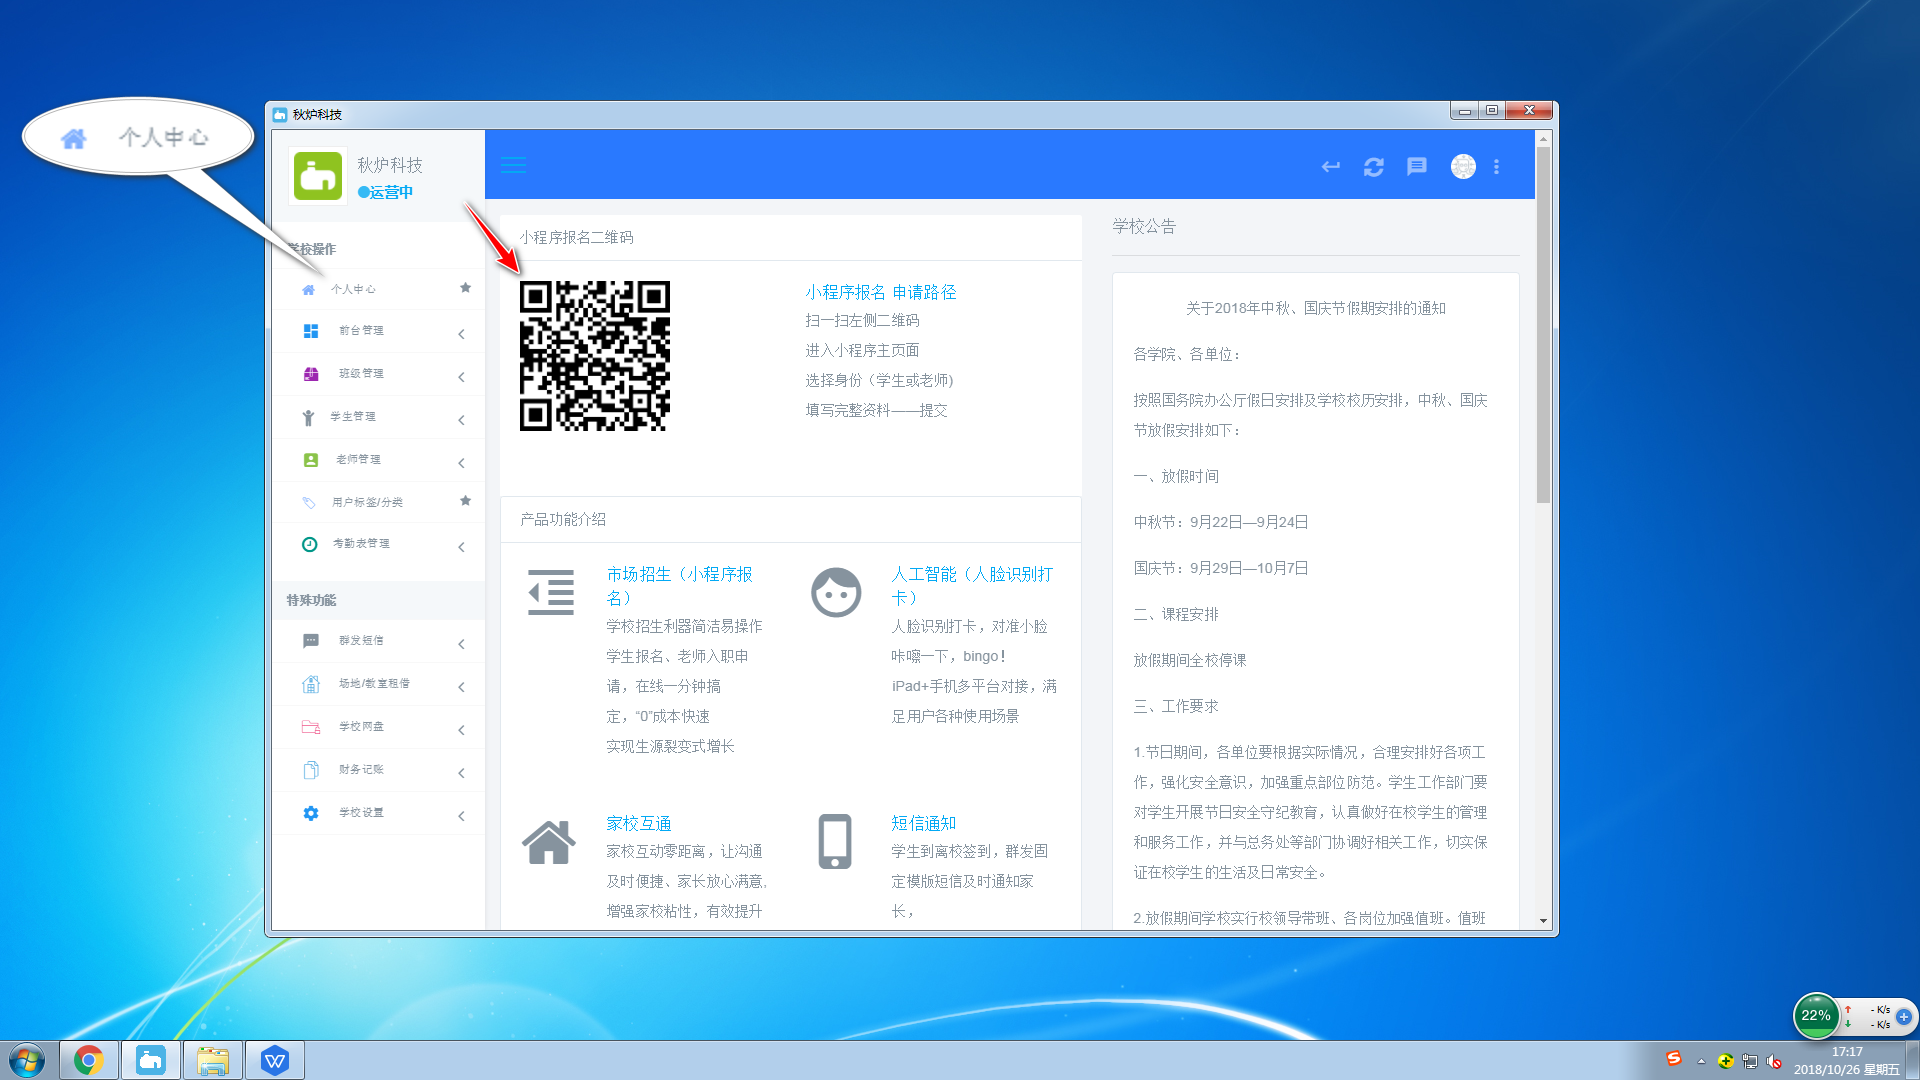 个人中心
秋炉科技
秋炉科技
运营中
学校操作
个人中心
前台管理
班级管理
学生管理
老师管理
用户标签/分类
考勤表管理
特殊功能
群发短信
场地/教室租借
学校网盘
财务记账
学校设置
小程序报名二维码
小程序报名 申请路径
扫一扫左侧二维码
进入小程序主页面
选择身份（学生或老师)
填写完整资料——提交
产品功能介绍
市场招生（小程序报
名）
学校招生利器简洁易操作
学生报名、老师入职申
请，在线一分钟搞
定，“0”成本快速
实现生源裂变式增长
人工智能（人脸识别打
卡）
人脸识别打卡，对准小脸
咔嚓一下，bingo！
iPad+手机多平台对接，满
足用户各种使用场景
家校互通
家校互动零距离，让沟通
及时便捷、家长放心满意,
增强家校粘性，有效提升
短信通知
学生到离校签到，群发固
定模版短信及时通知家
长，
学校公告
关于2018年中秋、国庆节假期安排的通知
各学院、各单位：
按照国务院办公厅假日安排及学校校历安排，中秋、国庆
节放假安排如下：
一、放假时间
中秋节：9月22日—9月24日
国庆节：9月29日—10月7日
二、课程安排
放假期间全校停课
三、工作要求
1.节日期间，各单位要根据实际情况，合理安排好各项工
作，强化安全意识，加强重点部位防范。学生工作部门要
对学生开展节日安全守纪教育，认真做好在校学生的管理
和服务工作，并与总务处等部门协调好相关工作，切实保
证在校学生的生活及日常安全。
2.放假期间学校实行校领导带班、各岗位加强值班。值班
22%
- K/s
- K/s
17:17
2018/10/26 星期五